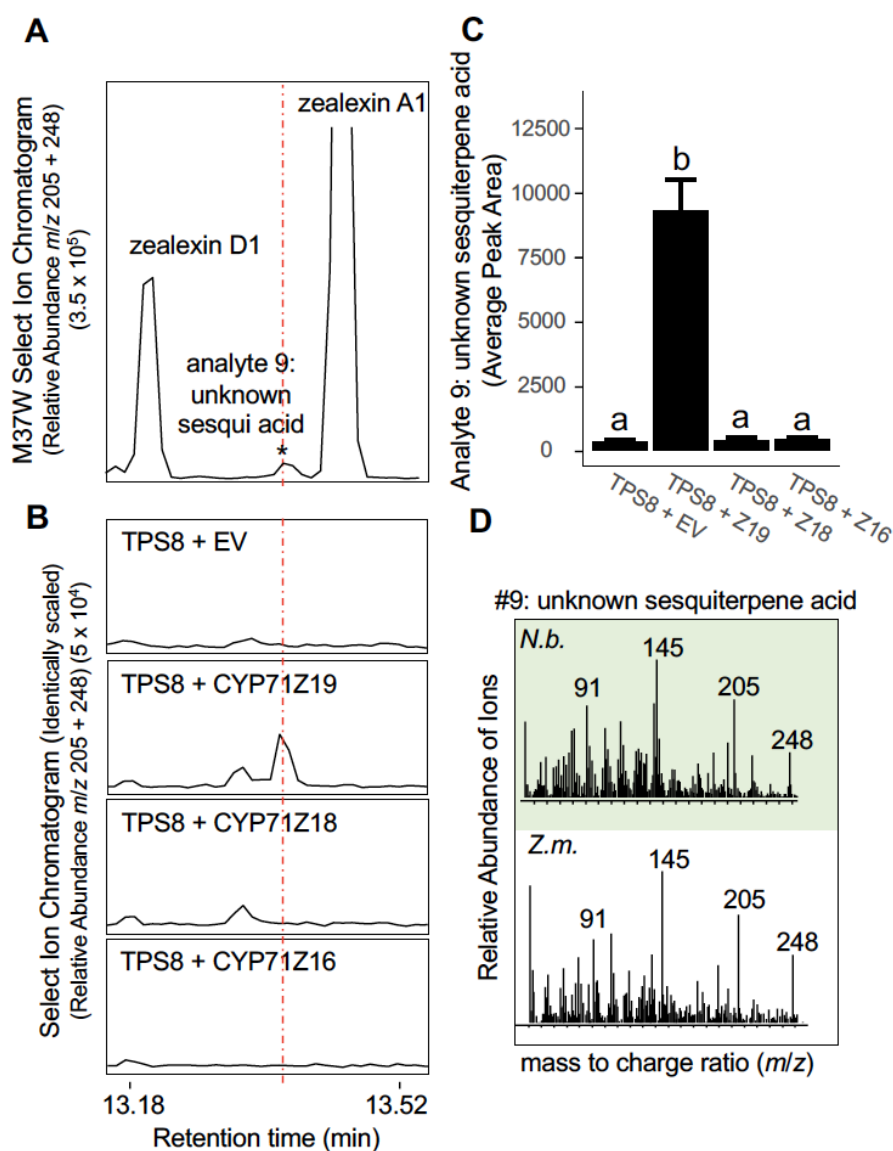 A
M37W Select Ion Chromatogram
(Relative Abundance m/z 205 + 248)
(3.5 x 10⁵)
zealexin A1
zealexin D1
analyte 9:
unknown
sesqui acid
*
B
Select Ion Chromatogram (Identically scaled)
(Relative Abundance m/z 205 + 248) (5 x 10⁴)
TPS8 + EV
TPS8 + CYP71Z19
TPS8 + CYP71Z18
TPS8 + CYP71Z16
13.18
13.52
Retention time (min)
C
Analyte 9: unknown sesquiterpene acid
(Average Peak Area)
12500
10000
7500
5000
2500
0
a
b
a
a
TPS8 + EV
TPS8 + Z19
TPS8 + Z18
TPS8 + Z16
D
#9: unknown sesquiterpene acid
Relative Abundance of Ions
N.b.
145
91
205
248
Z.m.
145
91
205
248
mass to charge ratio (m/z)